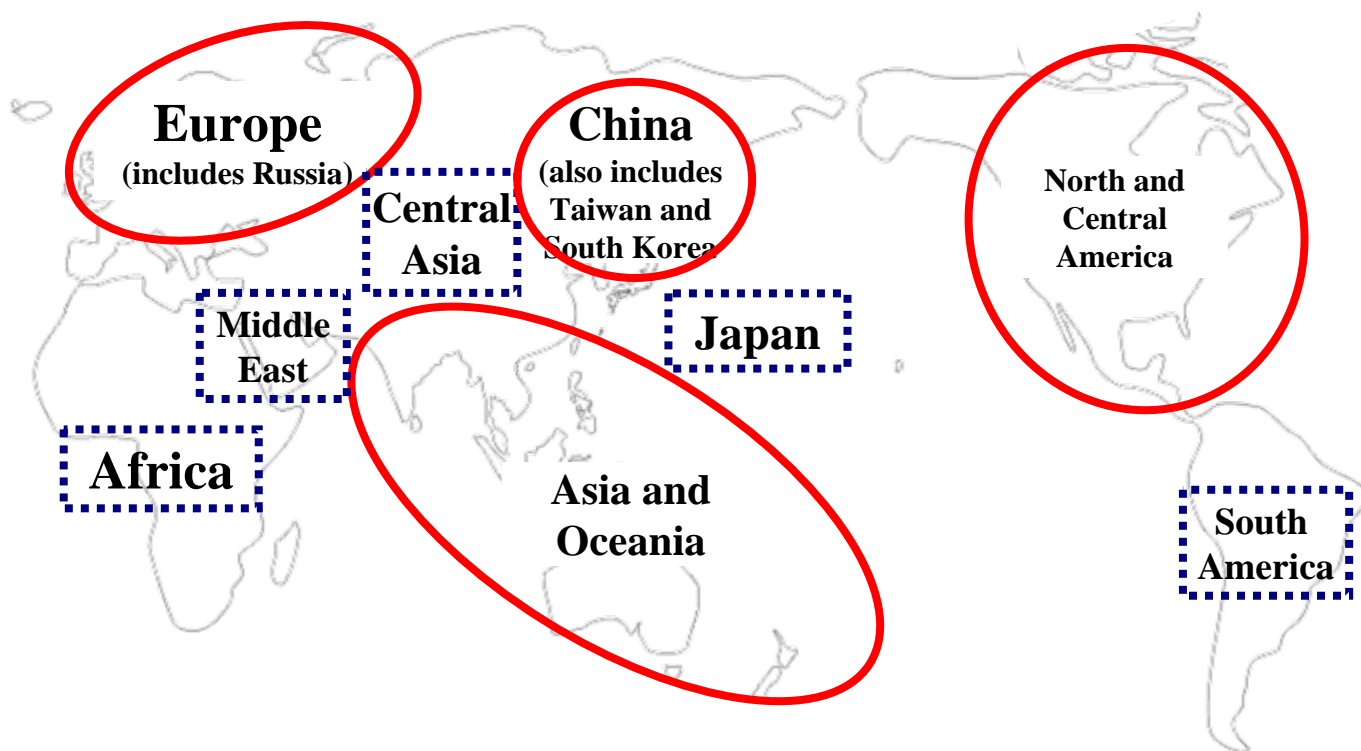 Europe
(includes Russia)
China
(also includes
Taiwan and
South Korea
North and
Central
America
Central
Asia
Middle
East
Japan
Africa
Asia and
Oceania
South
America